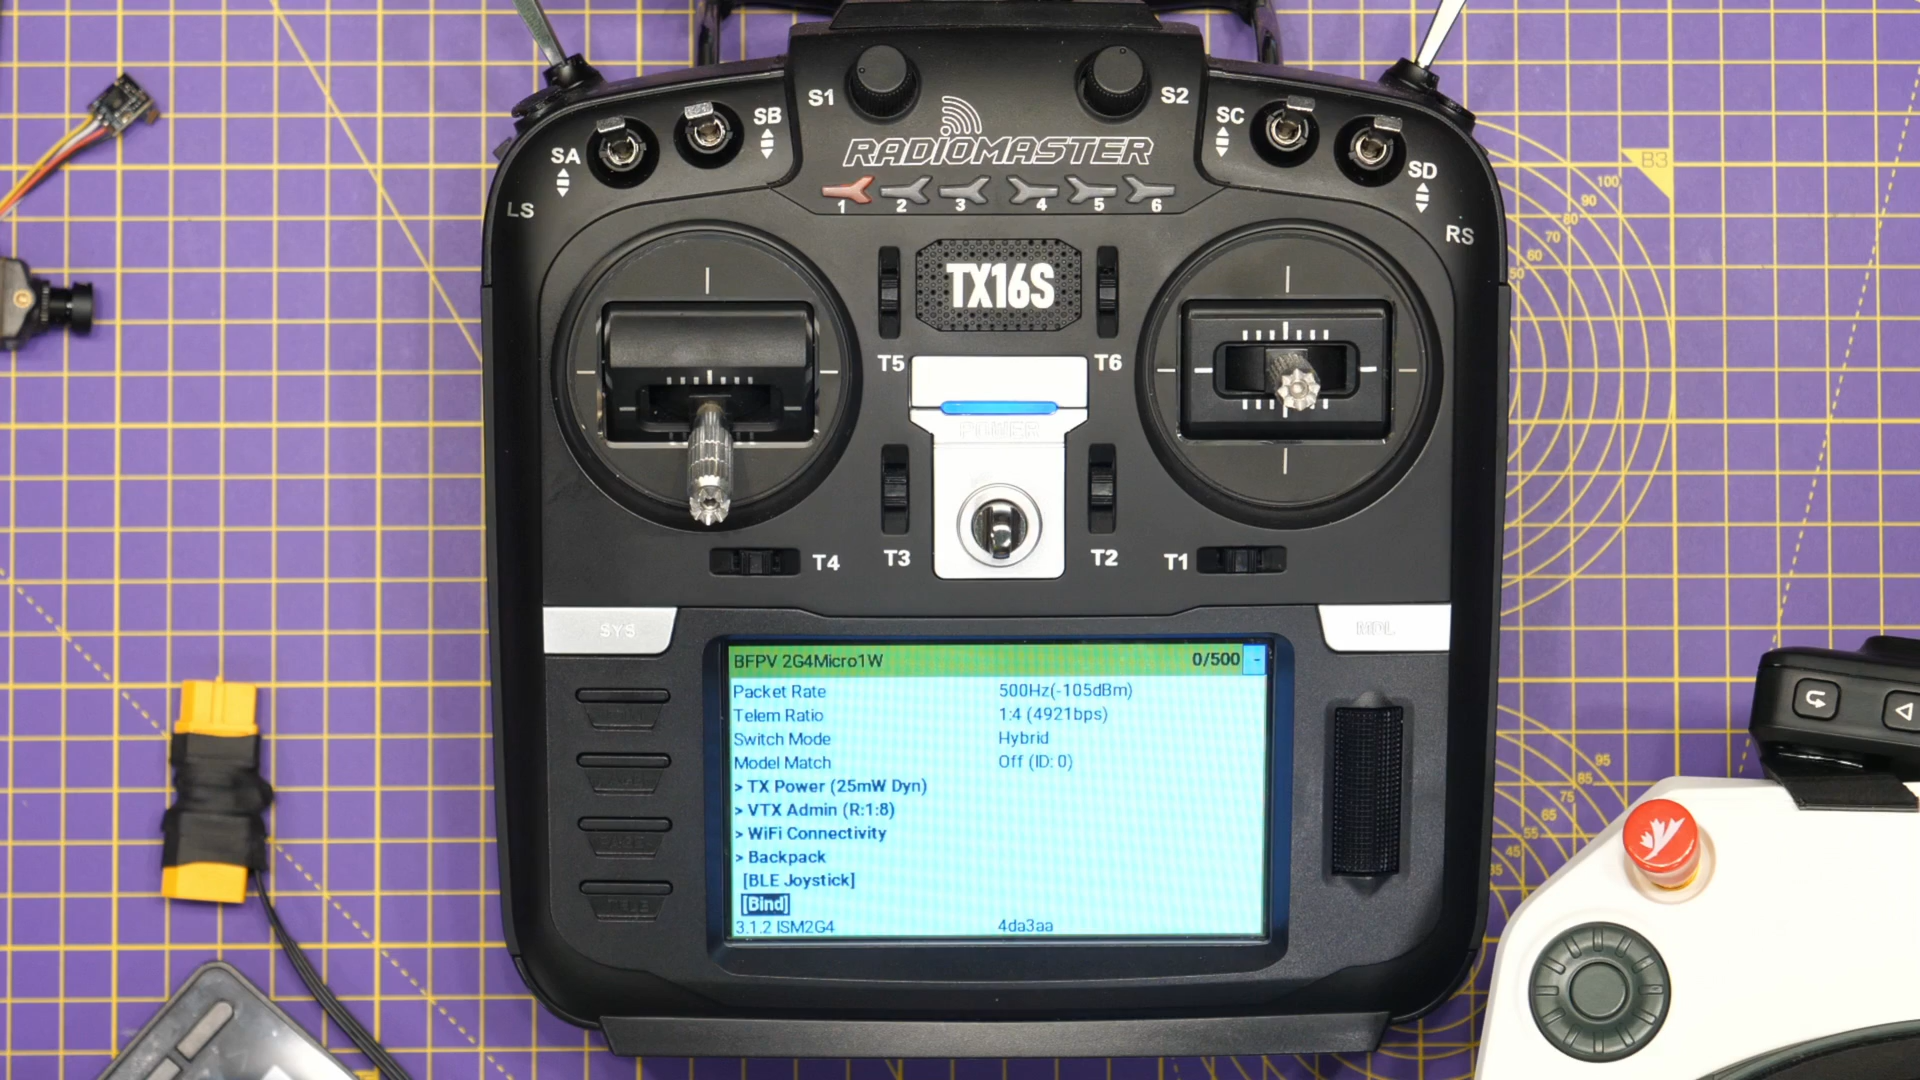 S1
S2
SB
SC
SA
SD
RADIOMASTER
LS
RS
1 2 3 4 5 6
TX16S
T5
T6
POWER
T3
T2
T4
T1
SYS
MDL
BFPV 2G4Micro1W 0/500 -
Packet Rate 500Hz(-105dBm)
Telem Ratio 1:4 (4921bps)
Switch Mode Hybrid
Model Match Off (ID: 0)
> TX Power (25mW Dyn)
> VTX Admin (R:1:8)
> WiFi Connectivity
> Backpack
[BLE Joystick]
[Bind]
3.1.2 ISM2G4 4da3aa
TELE
B3
100
90
80
70
60
50
95
85
75
65
55
45